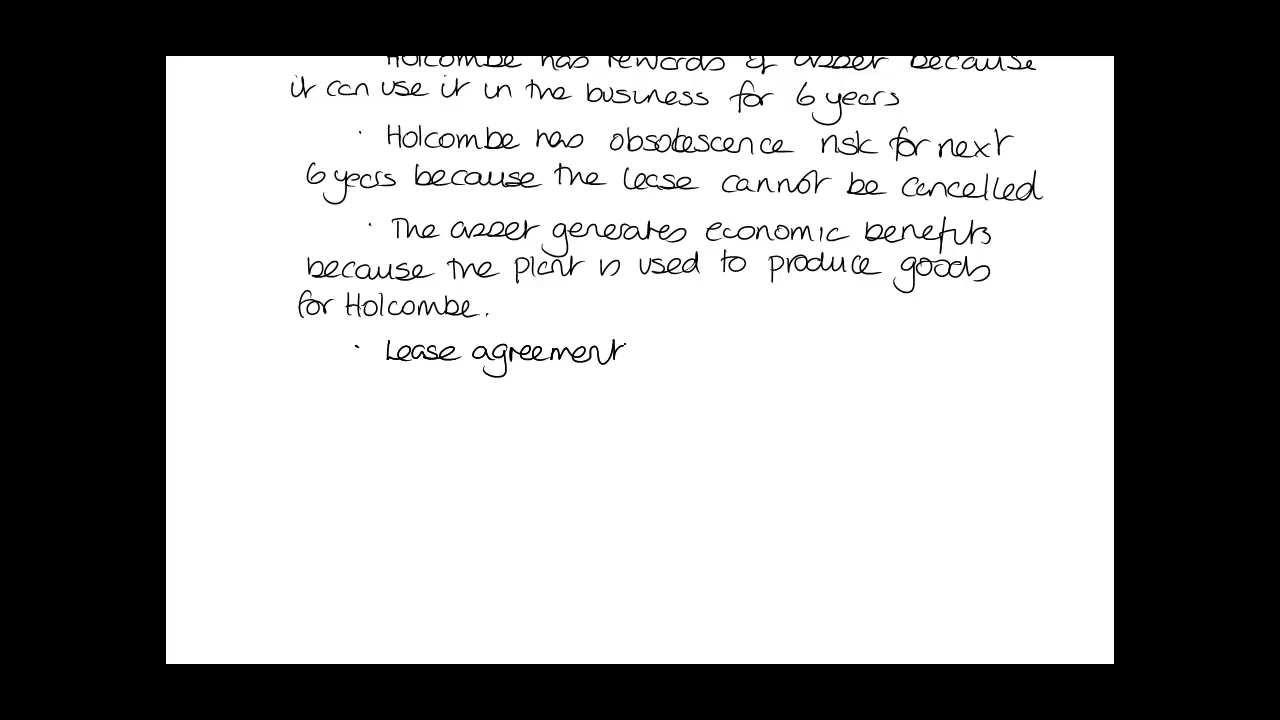 Holcombe has rewards of asset because
it can use it in the business for 6 years
· Holcombe has obsolescence risk for next
6 years because the lease cannot be cancelled
· The asset generates economic benefits
because the plant is used to produce goods
for Holcombe.
· Lease agreement